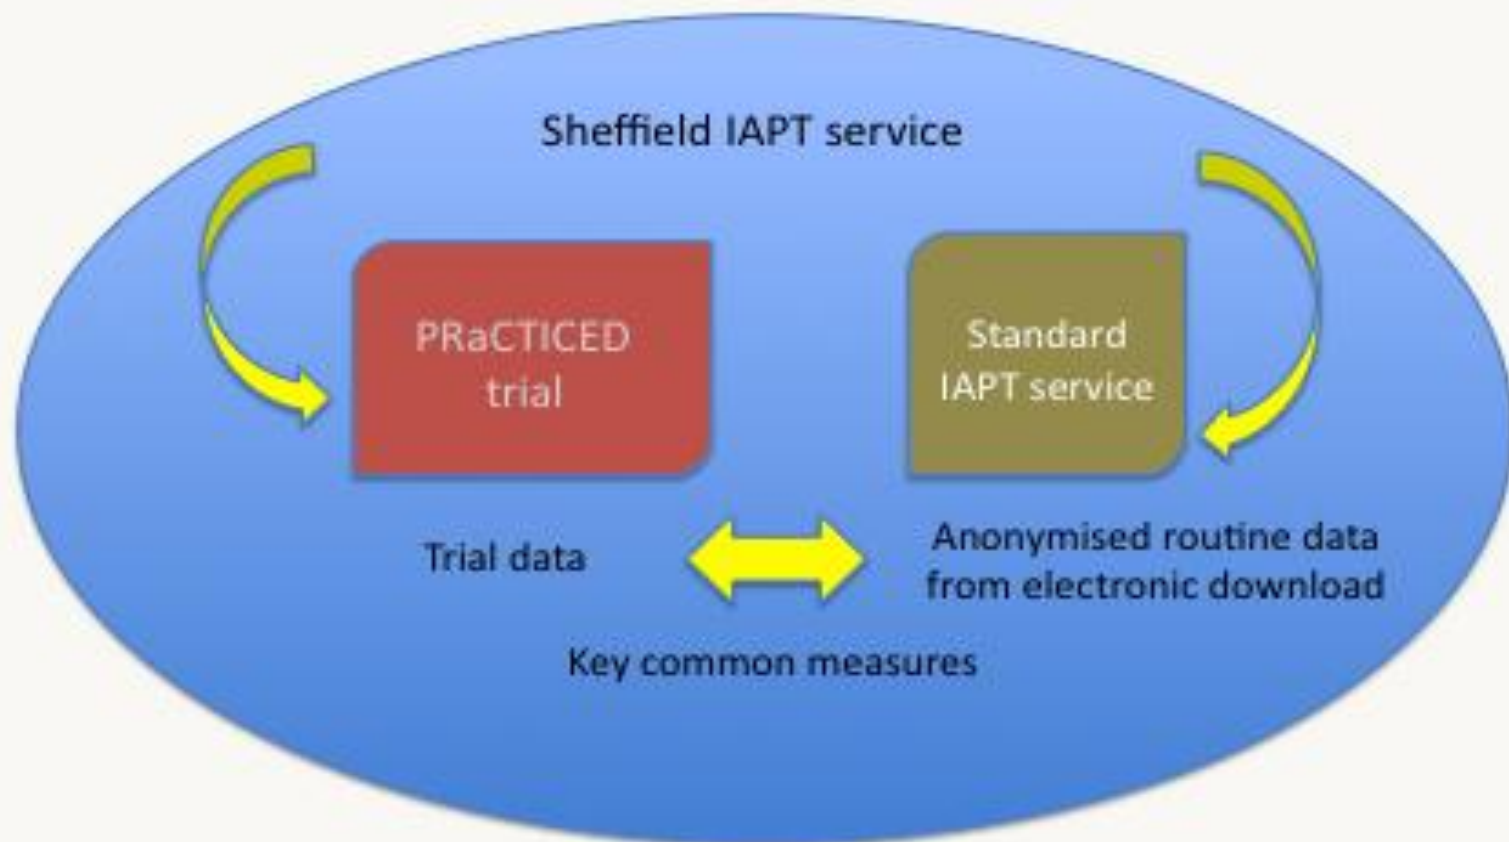 Sheffield IAPT service
PRaCTICED
trial
Standard
IAPT service
Trial data
Anonymised routine data
from electronic download
Key common measures